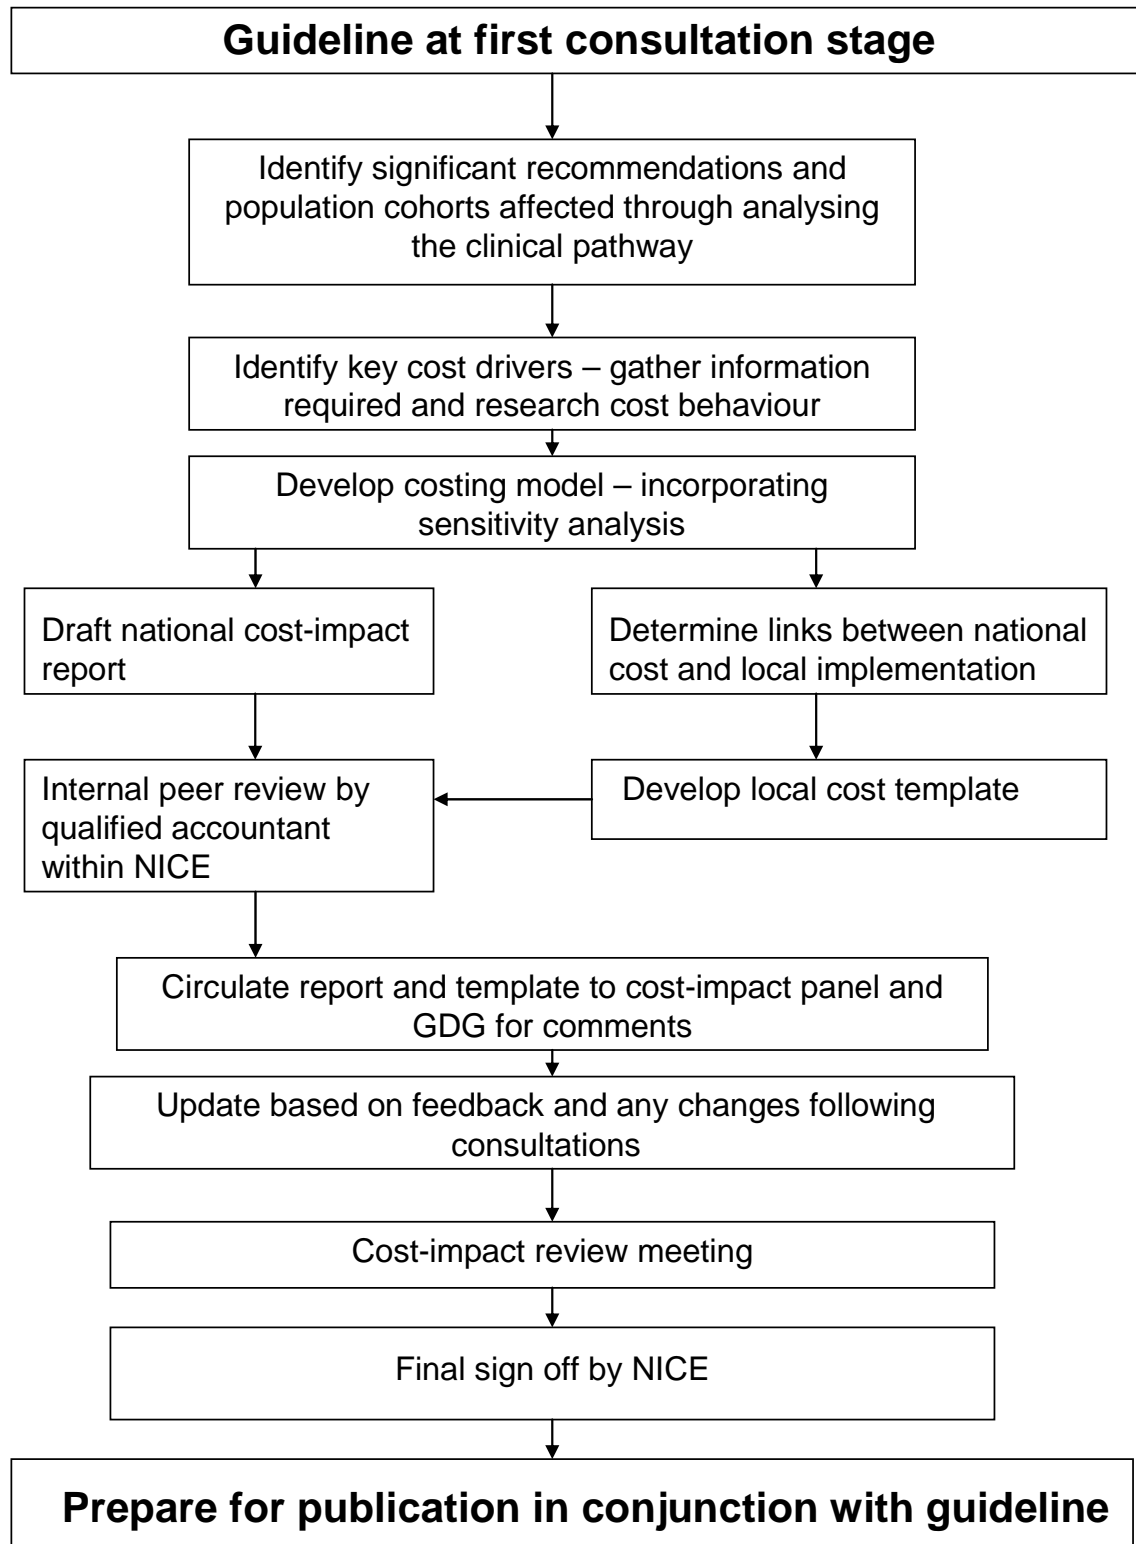 Guideline at first consultation stage
Identify significant recommendations and
population cohorts affected through analysing
the clinical pathway
Identify key cost drivers – gather information
required and research cost behaviour
Develop costing model – incorporating
sensitivity analysis
Draft national cost-impact
report
Determine links between national
cost and local implementation
Internal peer review by
qualified accountant
within NICE
Develop local cost template
Circulate report and template to cost-impact panel and
GDG for comments
Update based on feedback and any changes following
consultations
Cost-impact review meeting
Final sign off by NICE
Prepare for publication in conjunction with guideline